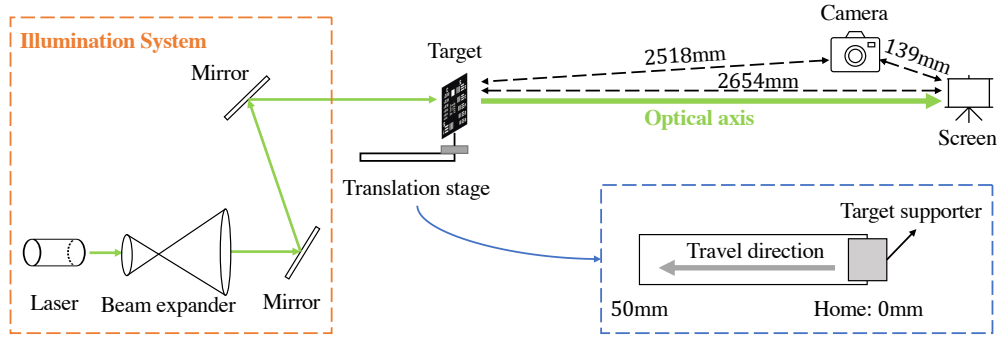 Illumination System
Mirror
Target
Camera
2518mm
139mm
2654mm
Optical axis
Screen
Translation stage
Target supporter
Travel direction
Laser
Beam expander
Mirror
50mm
Home: 0mm